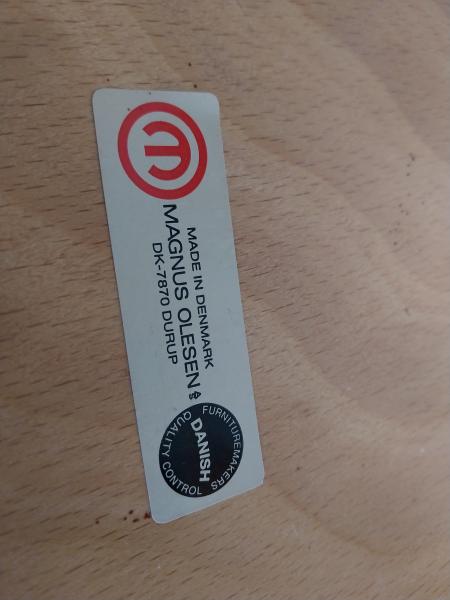 MADE IN DENMARK
MAGNUS OLESEN
DK-7870 DURUP
FURNITUREMAKERS
DANISH
QUALITY CONTROL